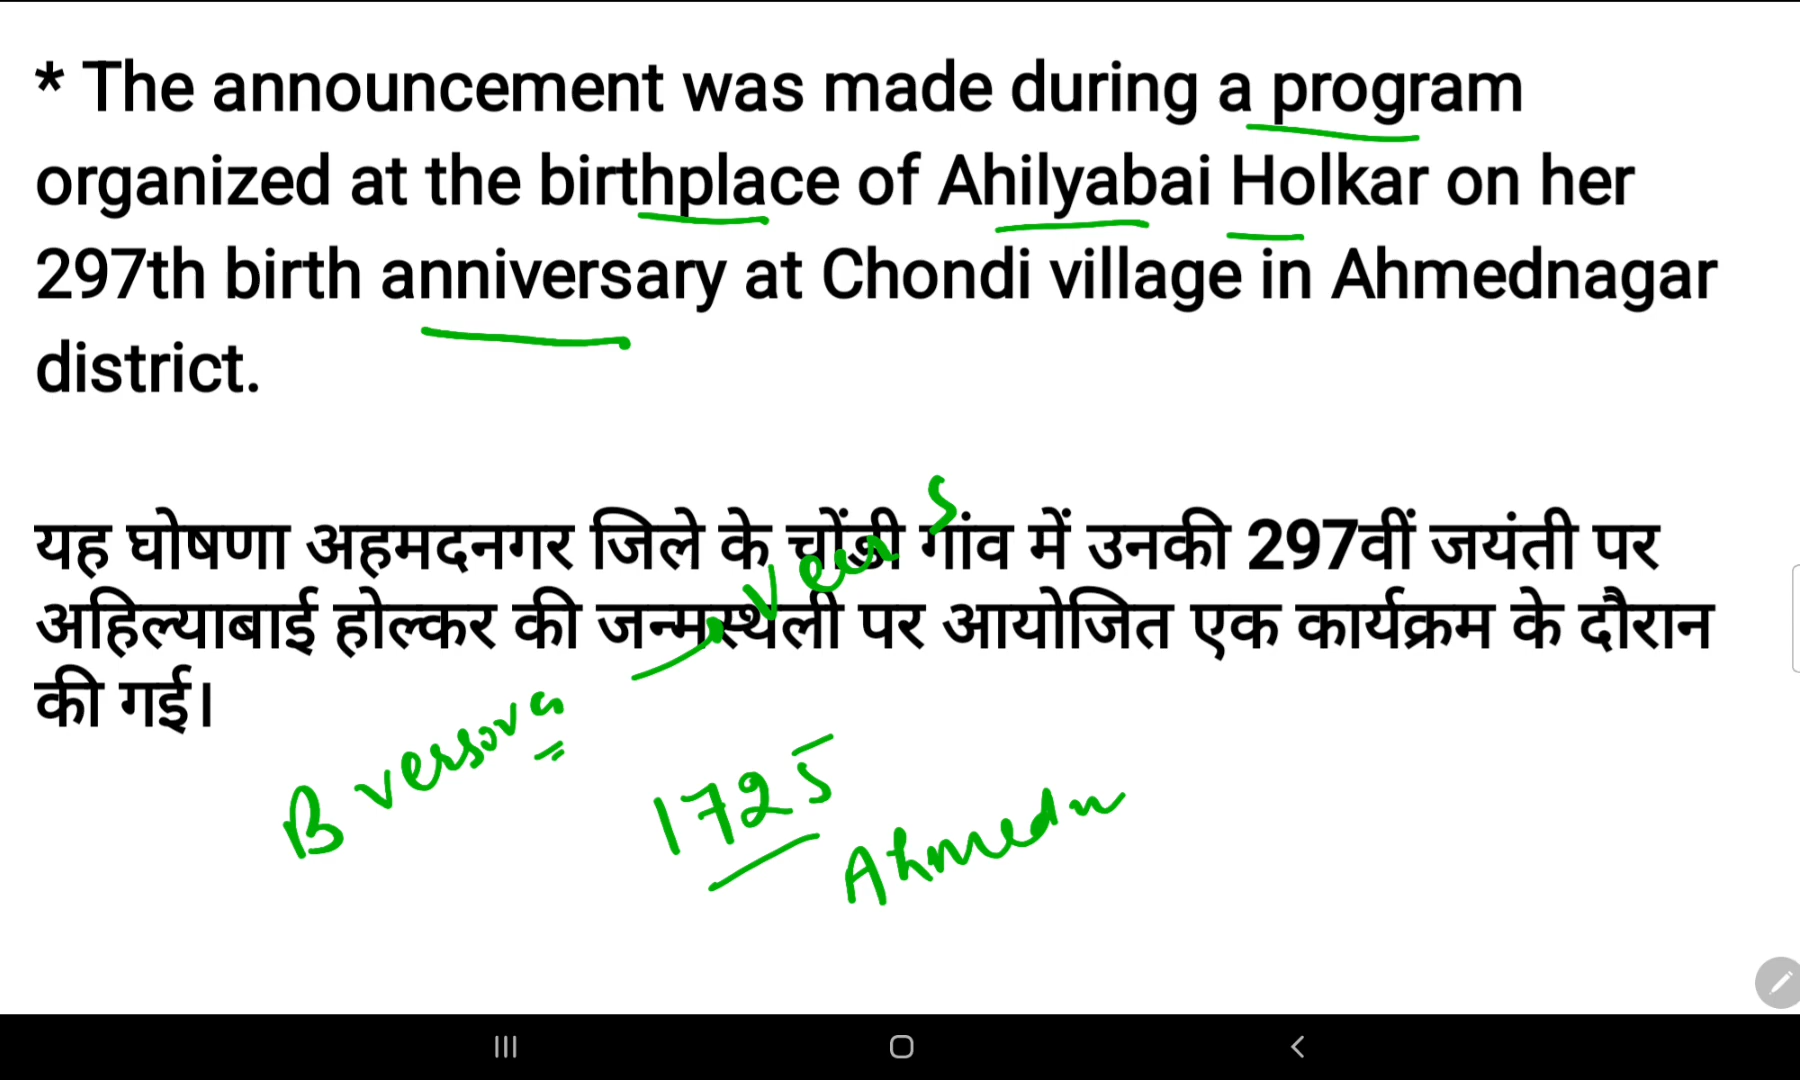 * The announcement was made during a program
organized at the birthplace of Ahilyabai Holkar on her
297th birth anniversary at Chondi village in Ahmednagar
district.
यह घोषणा अहमदनगर जिले के चोंडी गांव में उनकी 297वीं जयंती पर
अहिल्याबाई होल्कर की जन्मस्थली पर आयोजित एक कार्यक्रम के दौरान
की गई।
B versova
1725
Ahmedn